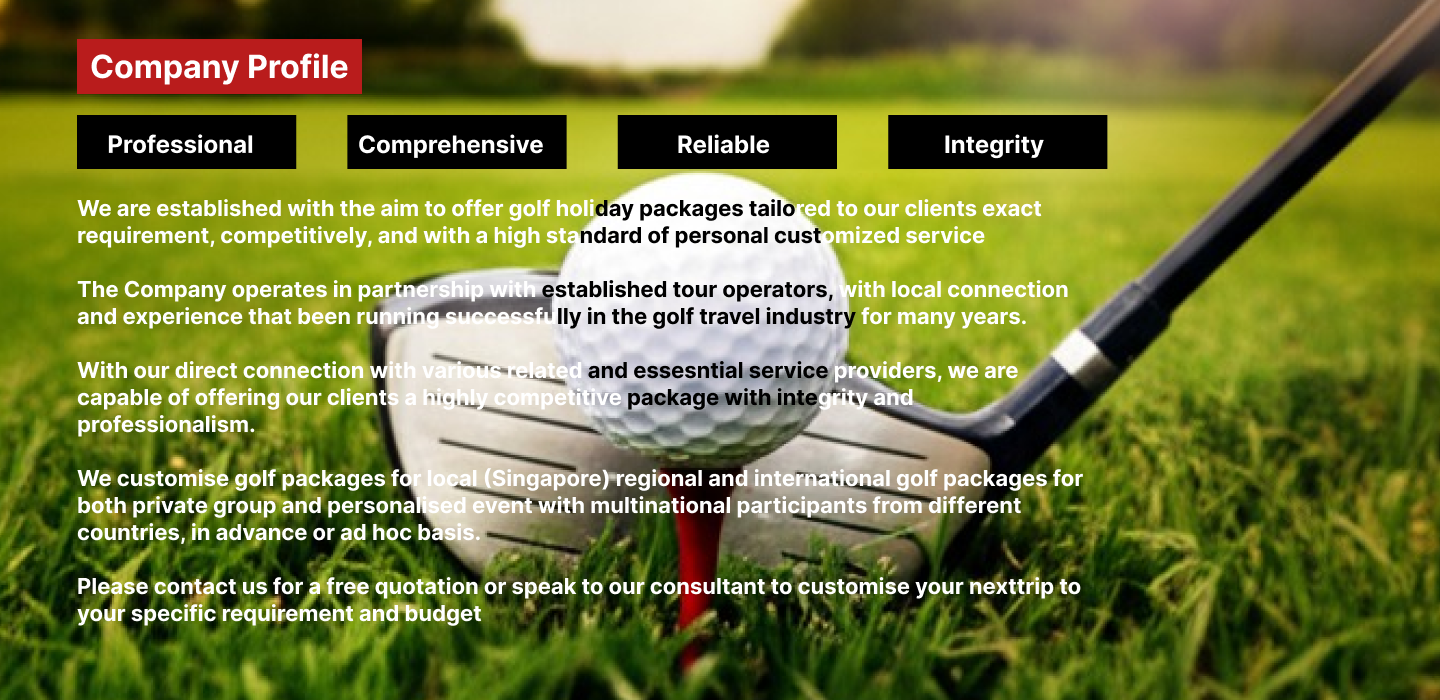 Company Profile
Professional Comprehensive Reliable Integrity
We are established with the aim to offer golf holiday packages tailored to our clients exact
requirement, competitively, and with a high standard of personal customized service
The Company operates in partnership with established tour operators, with local connection
and experience that been running successfully in the golf travel industry for many years.
With our direct connection with various related and essesntial service providers, we are
capable of offering our clients a highly competitive package with integrity and
professionalism.
We customise golf packages for local (Singapore) regional and international golf packages for
both private group and personalised event with multinational participants from different
countries, in advance or ad hoc basis.
Please contact us for a free quotation or speak to our consultant to customise your nexttrip to
your specific requirement and budget